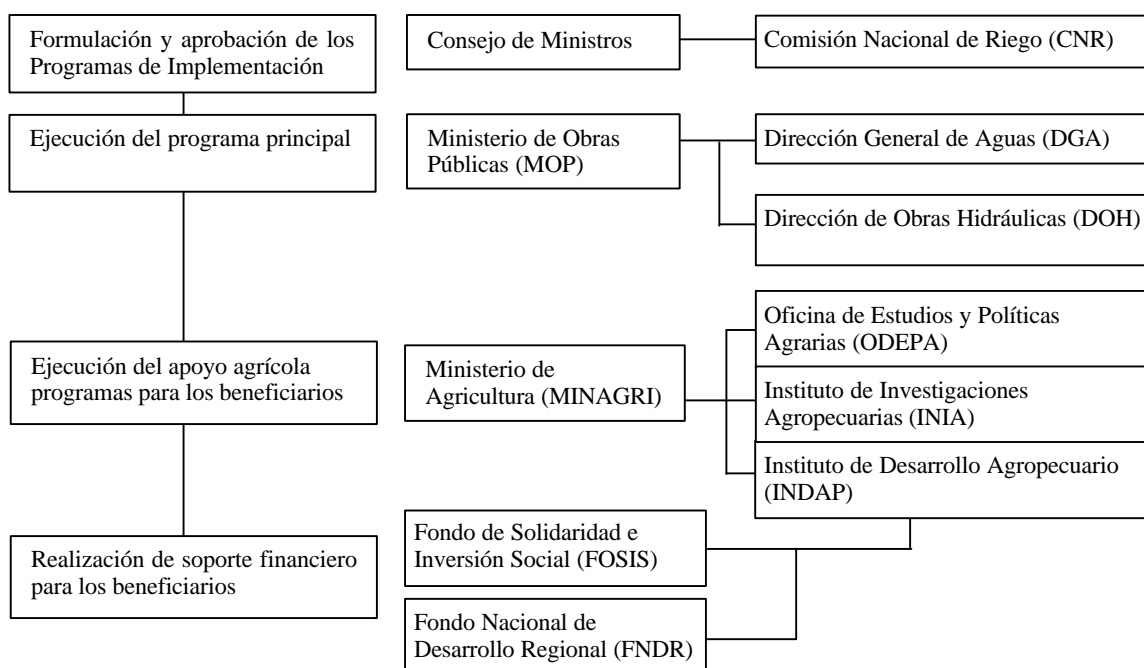 Formulación y aprobación de los
Programas de Implementación
Consejo de Ministros
Comisión Nacional de Riego (CNR)
Ejecución del programa principal
Ministerio de Obras
Públicas (MOP)
Dirección General de Aguas (DGA)
Dirección de Obras Hidráulicas (DOH)
Ejecución del apoyo agrícola
programas para los beneficiarios
Ministerio de
Agricultura (MINAGRI)
Oficina de Estudios y Políticas
Agrarias (ODEPA)
Instituto de Investigaciones
Agropecuarias (INIA)
Instituto de Desarrollo Agropecuario
(INDAP)
Realización de soporte financiero
para los beneficiarios
Fondo de Solidaridad e
Inversión Social (FOSIS)
Fondo Nacional de
Desarrollo Regional (FNDR)